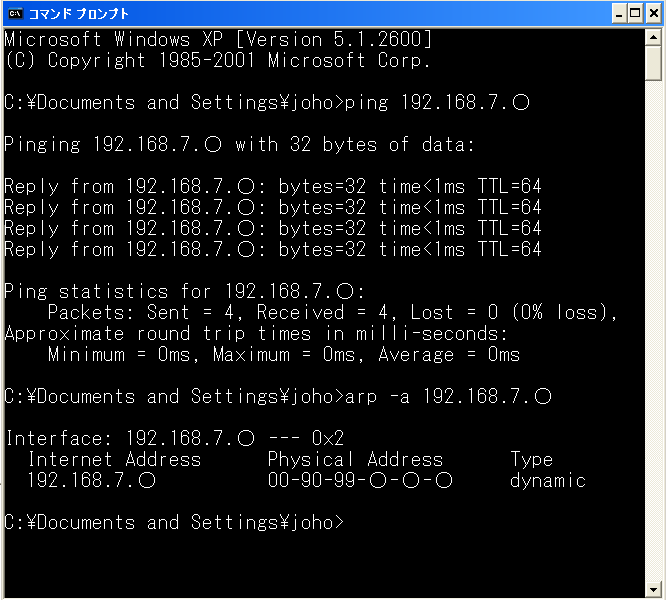 コマンド プロンプト
Microsoft Windows XP [Version 5.1.2600]
(C) Copyright 1985-2001 Microsoft Corp.
C:¥Documents and Settings¥joho>ping 192.168.7.○
Pinging 192.168.7.○ with 32 bytes of data:
Reply from 192.168.7.○: bytes=32 time<1ms TTL=64
Reply from 192.168.7.○: bytes=32 time<1ms TTL=64
Reply from 192.168.7.○: bytes=32 time<1ms TTL=64
Reply from 192.168.7.○: bytes=32 time<1ms TTL=64
Ping statistics for 192.168.7.○:
Packets: Sent = 4, Received = 4, Lost = 0 (0% loss),
Approximate round trip times in milli-seconds:
Minimum = 0ms, Maximum = 0ms, Average = 0ms
C:¥Documents and Settings¥joho>arp -a 192.168.7.○
Interface: 192.168.7.○ --- 0x2
Internet Address Physical Address Type
192.168.7.○ 00-90-99-○-○-○ dynamic
C:¥Documents and Settings¥joho>